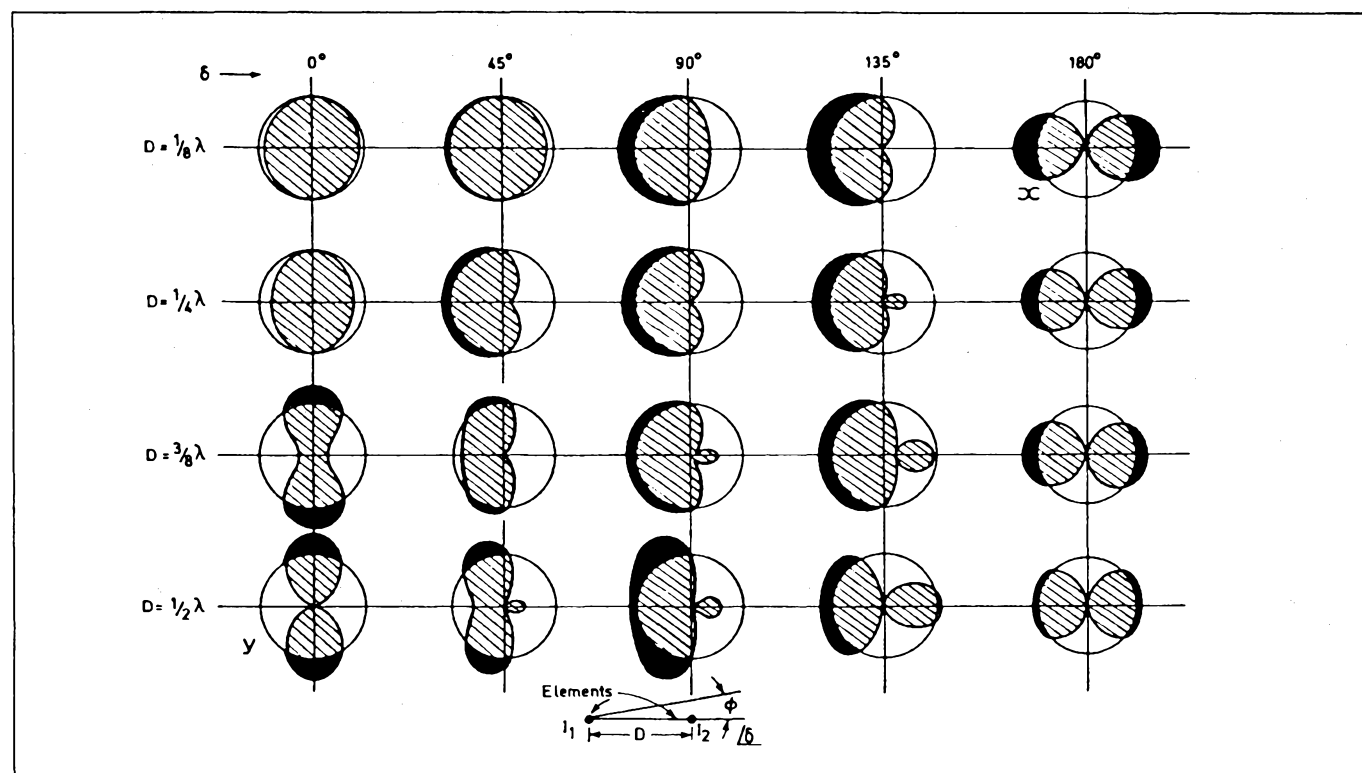 δ → 0° 45° 90° 135° 180°
D = 1/8 λ
x
D = 1/4 λ
D = 3/8 λ
D = 1/2 λ
y
Elements
ϕ
I1 D I2 /δ